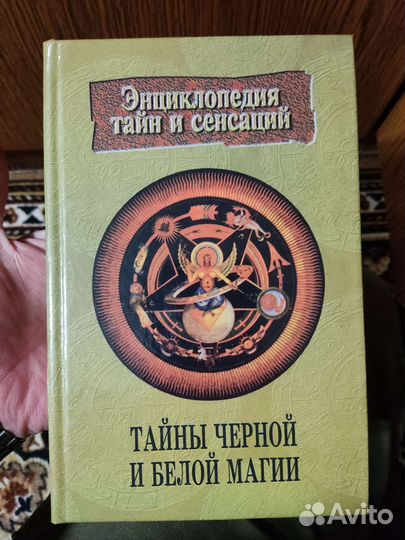 Энциклопедия
тайн и сенсаций
ТАЙНЫ ЧЕРНОЙ
И БЕЛОЙ МАГИИ
Avito